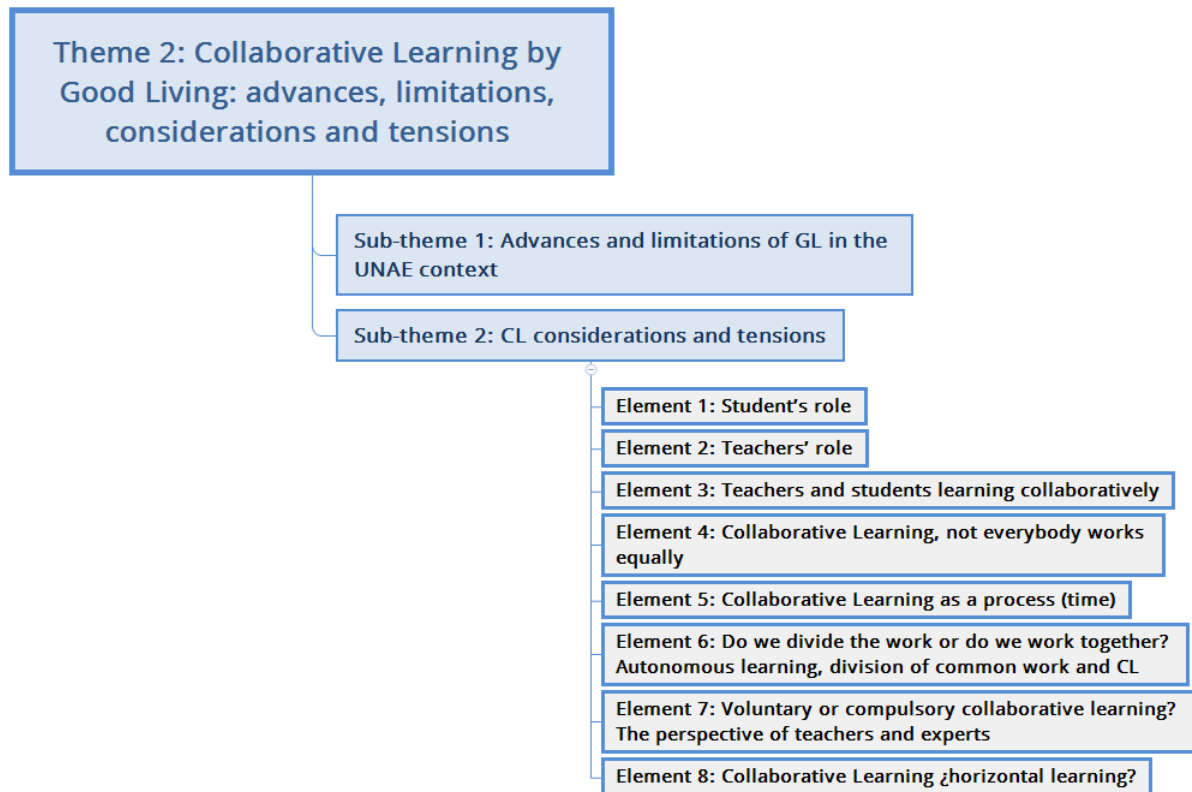 Theme 2: Collaborative Learning by
Good Living: advances, limitations,
considerations and tensions
Sub-theme 1: Advances and limitations of GL in the
UNAE context
Sub-theme 2: CL considerations and tensions
Element 1: Student’s role
Element 2: Teachers’ role
Element 3: Teachers and students learning collaboratively
Element 4: Collaborative Learning, not everybody works
equally
Element 5: Collaborative Learning as a process (time)
Element 6: Do we divide the work or do we work together?
Autonomous learning, division of common work and CL
Element 7: Voluntary or compulsory collaborative learning?
The perspective of teachers and experts
Element 8: Collaborative Learning ¿horizontal learning?